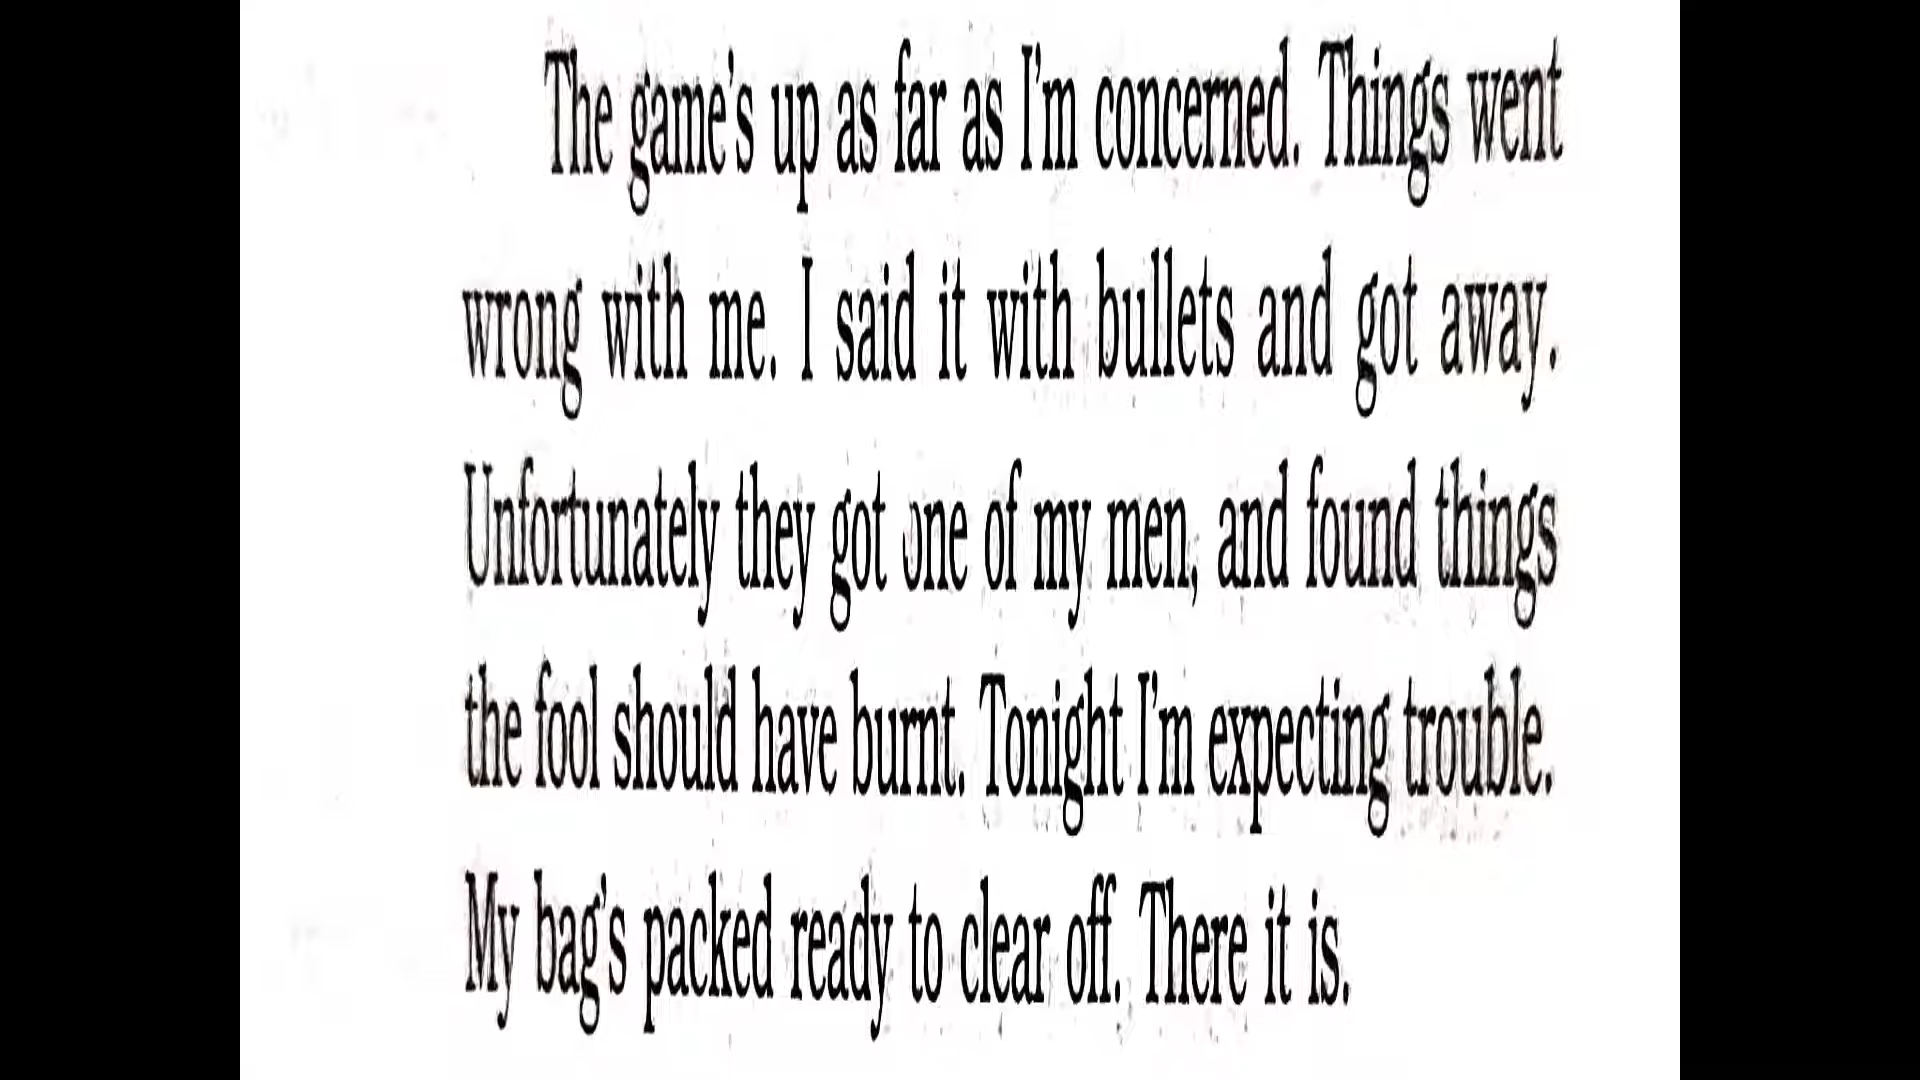 The game's up as far as I'm concerned. Things went
wrong with me. I said it with bullets and got away.
Unfortunately they got one of my men, and found things
the fool should have burnt. Tonight I'm expecting trouble.
My bag's packed ready to clear off. There it is.